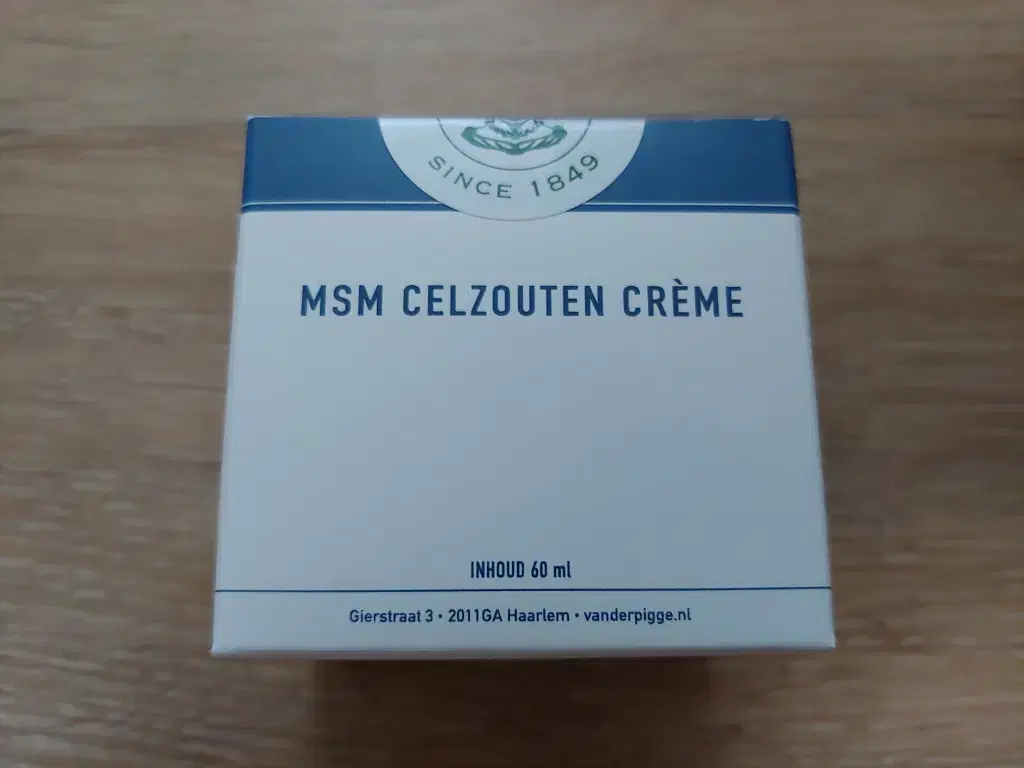 SINCE 1849
MSM CELZOUTEN CRÈME
INHOUD 60 ml
Gierstraat 3 • 2011GA Haarlem • vanderpigge.nl